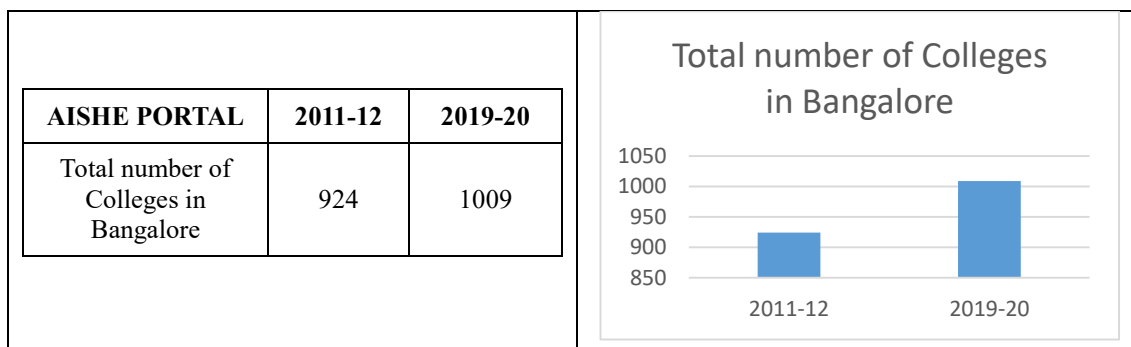 AISHE PORTAL 2011-12 2019-20
Total number of
Colleges in
Bangalore
924 1009
Total number of Colleges
in Bangalore
1050
1000
950
900
850
2011-12 2019-20